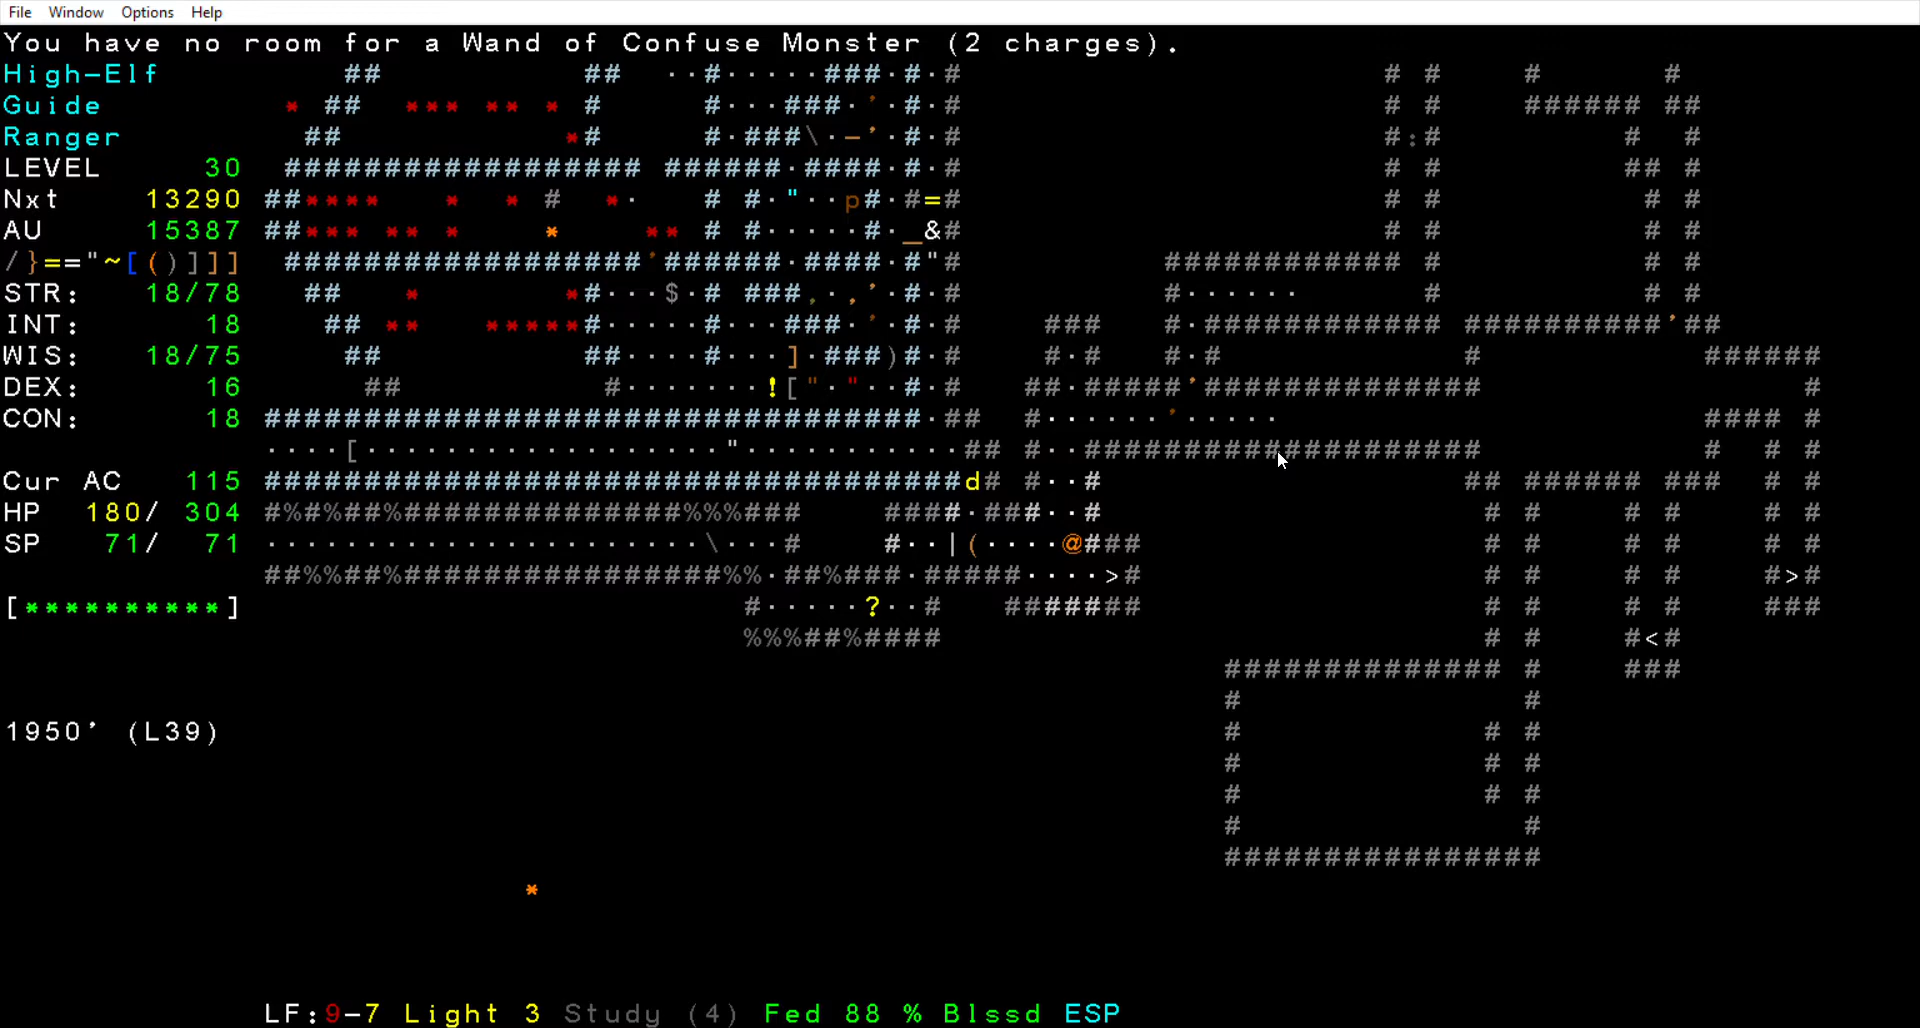 File Window Options Help
You have no room for a Wand of Confuse Monster (2 charges).
High-Elf
Guide
Ranger
LEVEL 30
Nxt 13290
AU 15387
STR: 18/78
INT: 18
WIS: 18/75
DEX: 16
CON: 18
Cur AC 115
HP 180/ 304
SP 71/ 71
[**********]
1950' (L39)
LF:9-7 Light 3 Study (4) Fed 88 % Blssd ESP